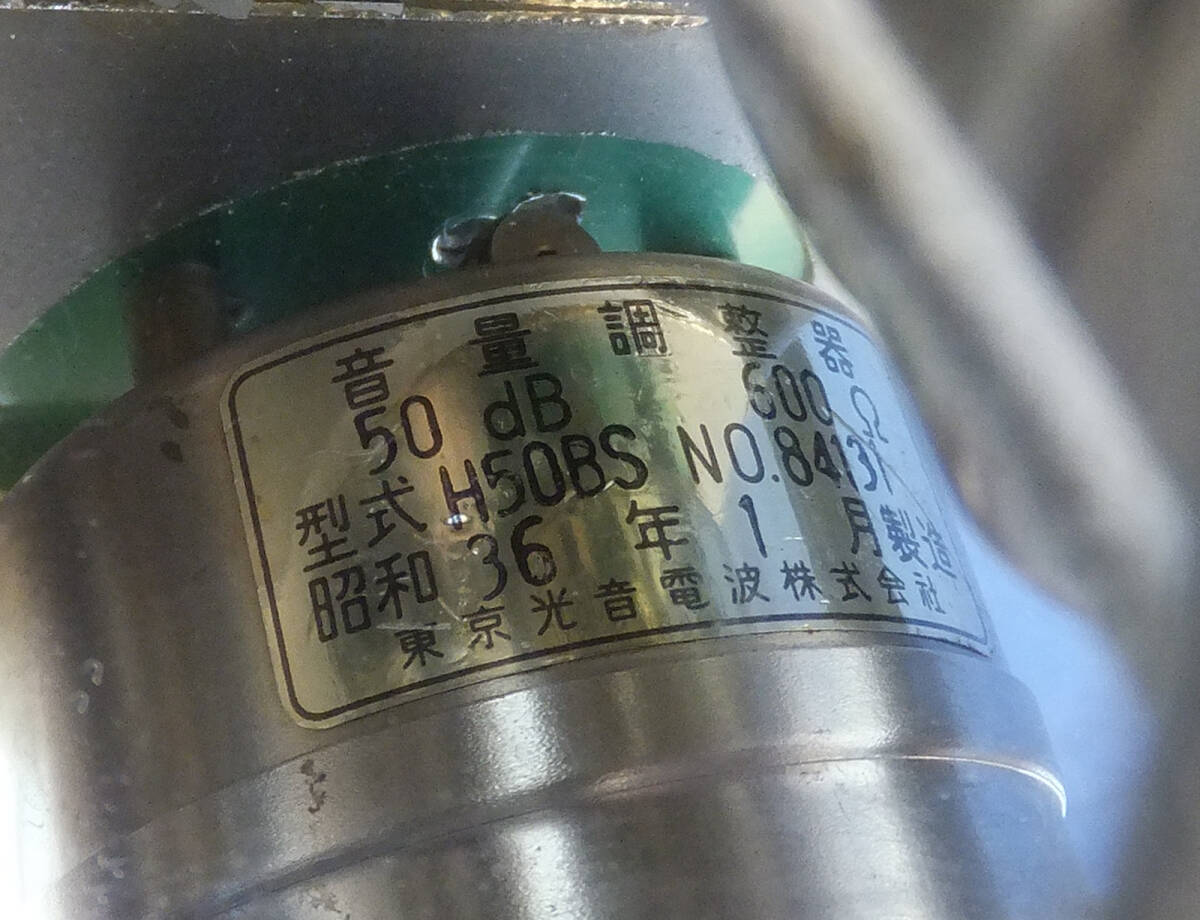 音量調整器
50 dB 600 Ω
型式 H50BS NO.84131
昭和 36 年 1 月製造
東京光音電波株式会社